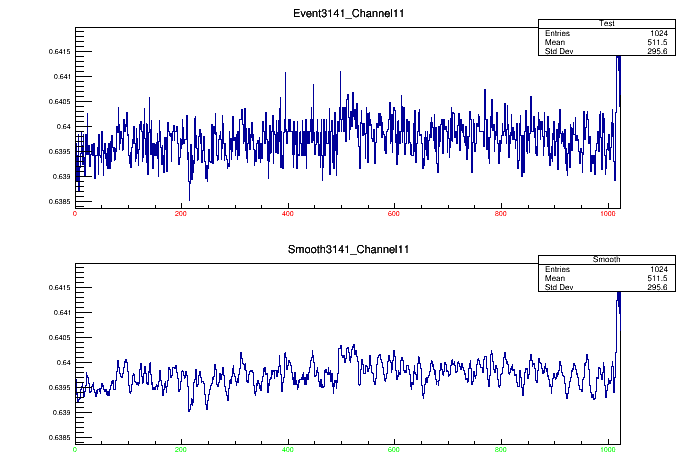 Event3141_Channel11
Test
Entries 1024
Mean 511.5
Std Dev 295.6
0.6415
0.641
0.6405
0.64
0.6395
0.639
0.6385
0 200 400 600 800 1000
Smooth3141_Channel11
Smooth
Entries 1024
Mean 511.5
Std Dev 295.6
0.6415
0.641
0.6405
0.64
0.6395
0.639
0.6385
0 200 400 600 800 1000